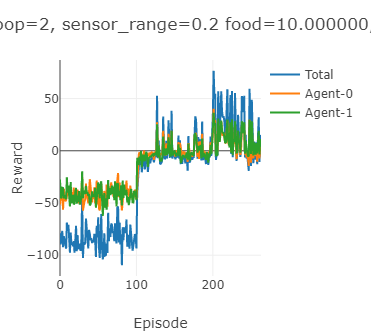 pop=2, sensor_range=0.2 food=10.000000,
Total
Agent-0
Agent-1
50
0
−50
−100
0
100
200
Reward
Episode